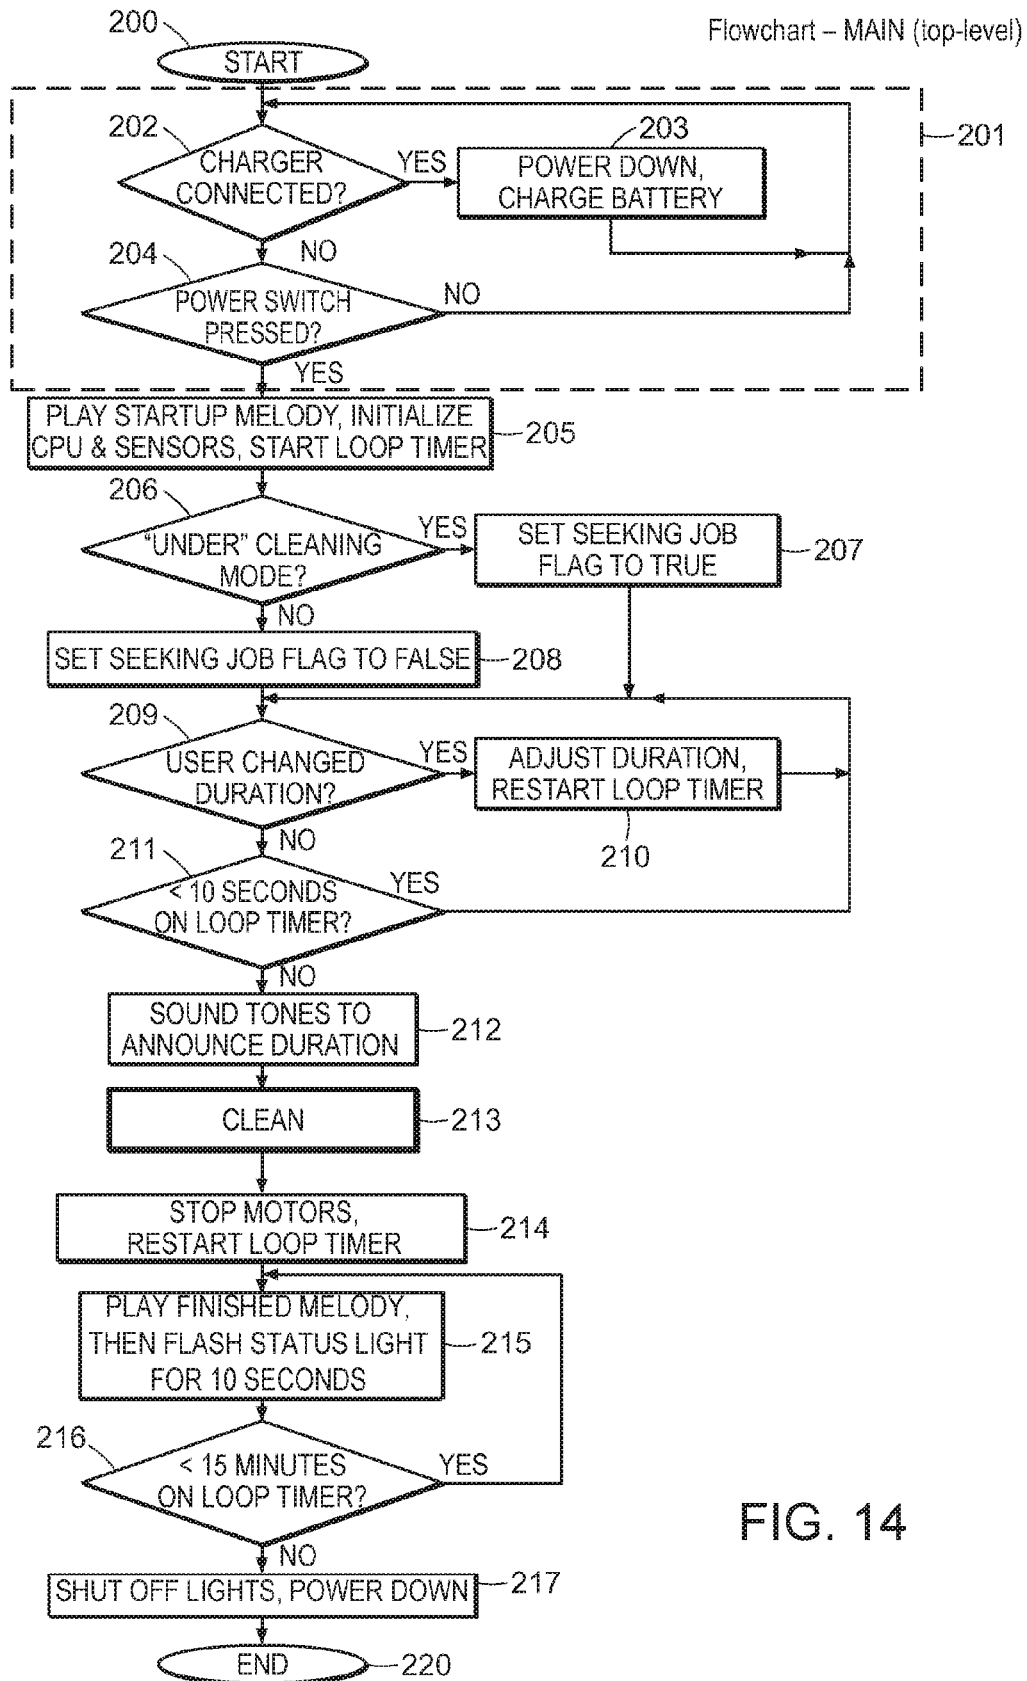 200
Flowchart – MAIN (top-level)
START
202
203
201
CHARGER
CONNECTED?
YES
POWER DOWN,
CHARGE BATTERY
NO
204
POWER SWITCH
PRESSED?
NO
YES
PLAY STARTUP MELODY, INITIALIZE
CPU & SENSORS, START LOOP TIMER
205
206
"UNDER" CLEANING
MODE?
YES
SET SEEKING JOB
FLAG TO TRUE
207
NO
SET SEEKING JOB FLAG TO FALSE
208
209
USER CHANGED
DURATION?
YES
ADJUST DURATION,
RESTART LOOP TIMER
210
NO
211
< 10 SECONDS
ON LOOP TIMER?
YES
NO
SOUND TONES TO
ANNOUNCE DURATION
212
CLEAN
213
STOP MOTORS,
RESTART LOOP TIMER
214
PLAY FINISHED MELODY,
THEN FLASH STATUS LIGHT
FOR 10 SECONDS
215
216
< 15 MINUTES
ON LOOP TIMER?
YES
NO
FIG. 14
SHUT OFF LIGHTS, POWER DOWN
217
END
220